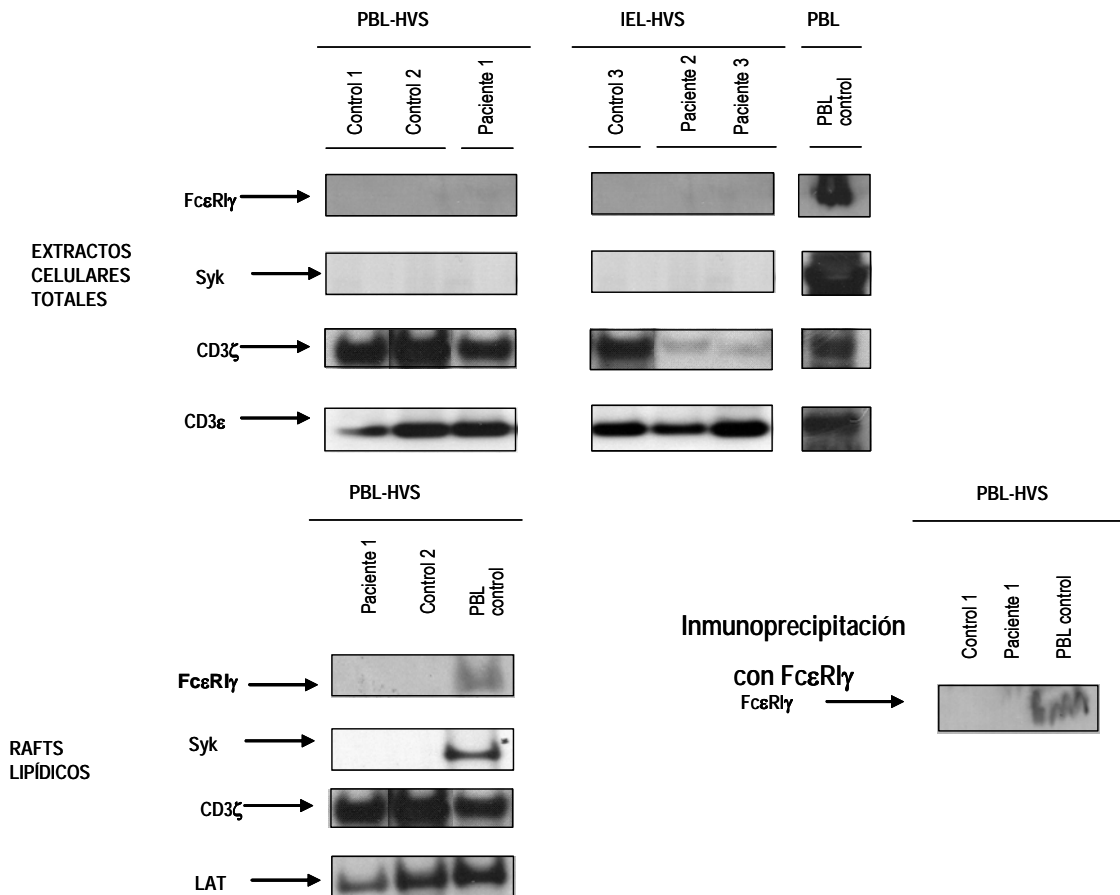 PBL-HVS
IEL-HVS
PBL
Control 1
Control 2
Paciente 1
Control 3
Paciente 2
Paciente 3
PBL
control
EXTRACTOS
CELULARES
TOTALES
FcεRIγ
Syk
CD3ζ
CD3ε
PBL-HVS
Paciente 1
Control 2
PBL
control
RAFTS
LIPÍDICOS
FcεRIγ
Syk
CD3ζ
LAT
PBL-HVS
Control 1
Paciente 1
PBL control
Inmunoprecipitación
con FcεRIγ
FcεRIγ